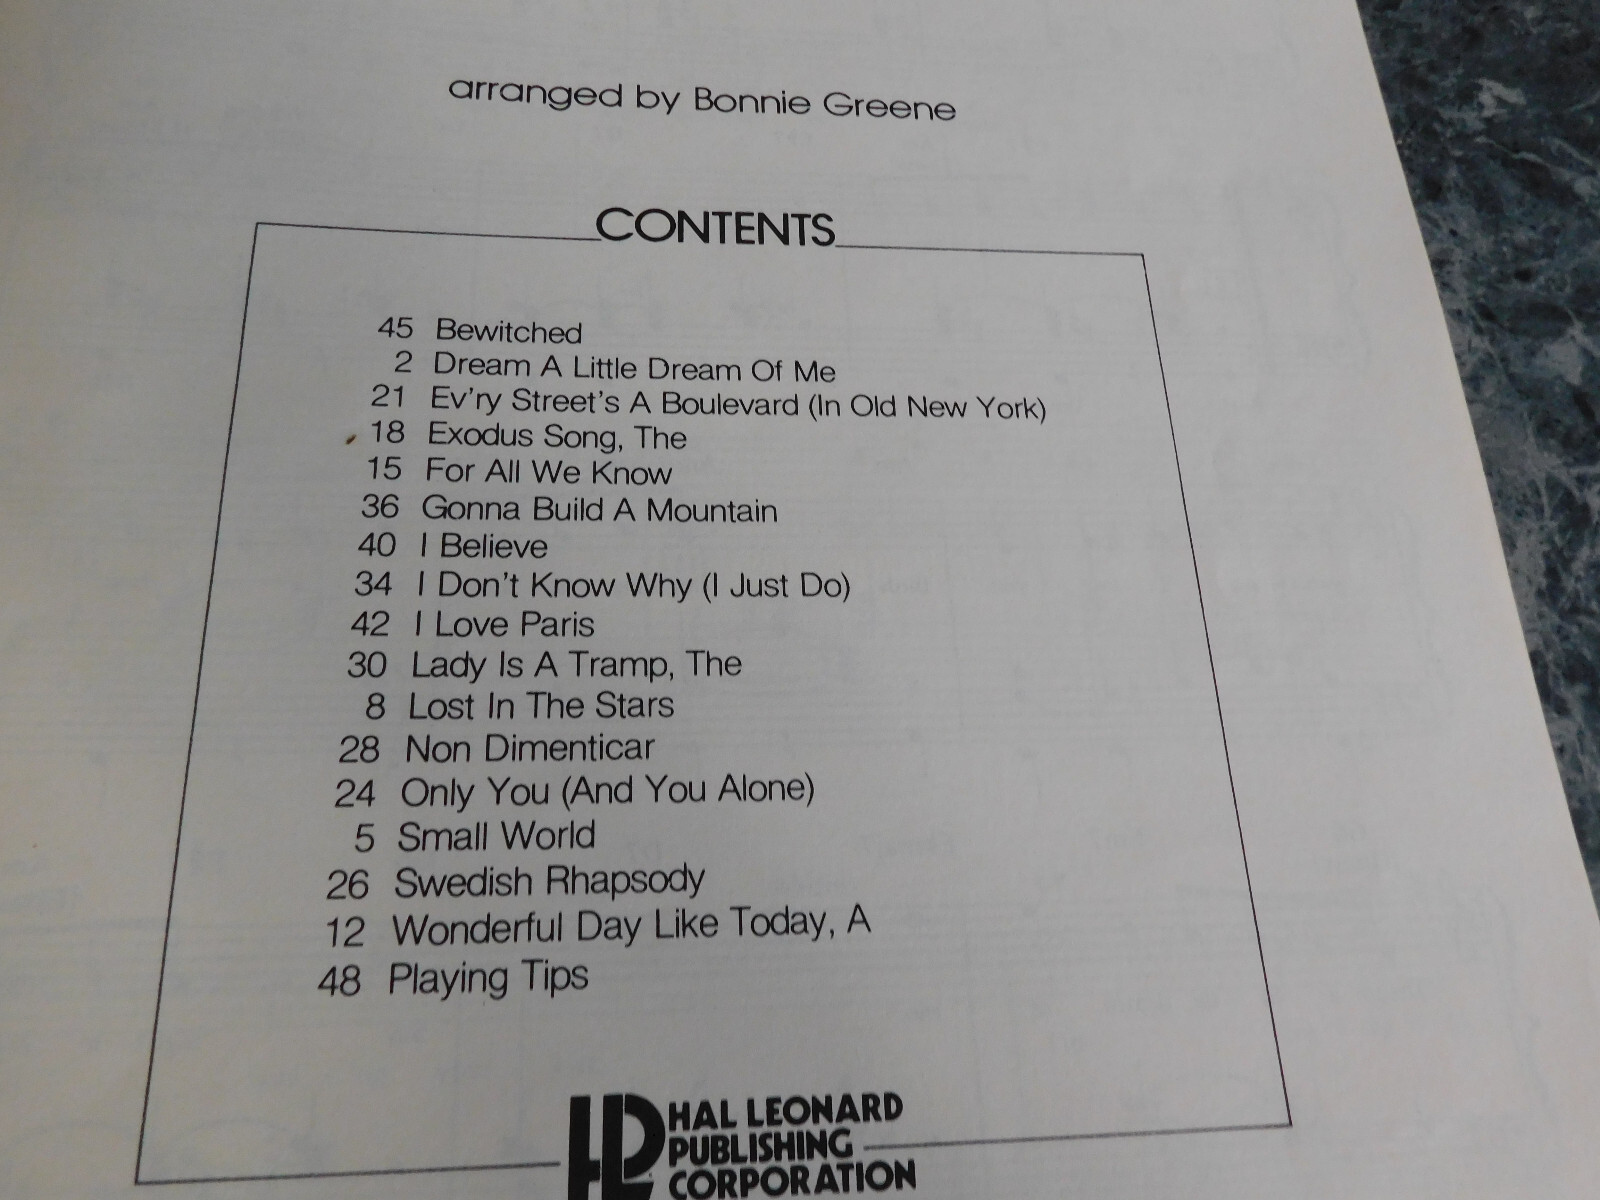 arranged by Bonnie Greene
CONTENTS
45 Bewitched
2 Dream A Little Dream Of Me
21 Ev'ry Street's A Boulevard (In Old New York)
18 Exodus Song, The
15 For All We Know
36 Gonna Build A Mountain
40 I Believe
34 I Don't Know Why (I Just Do)
42 I Love Paris
30 Lady Is A Tramp, The
8 Lost In The Stars
28 Non Dimenticar
24 Only You (And You Alone)
5 Small World
26 Swedish Rhapsody
12 Wonderful Day Like Today, A
48 Playing Tips
HAL LEONARD
PUBLISHING
CORPORATION